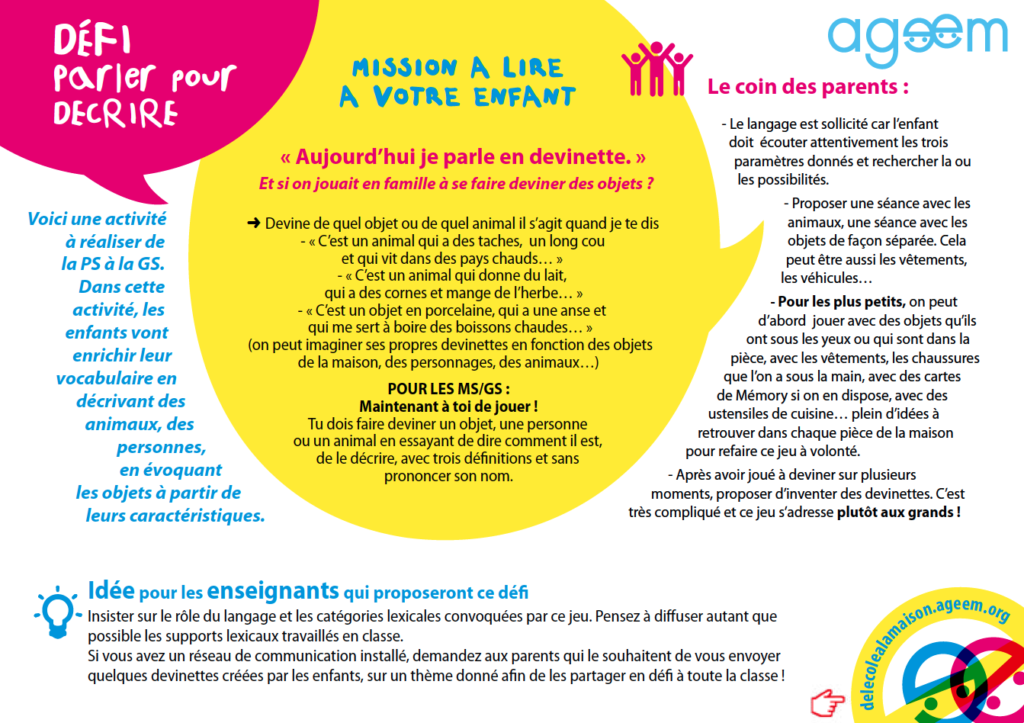 DÉFI
Parler pour
DECRIRE
Voici une activité
à réaliser de
la PS à la GS.
Dans cette
activité, les
enfants vont
enrichir leur
vocabulaire en
décrivant des
animaux, des
personnes,
en évoquant
les objets à partir de
leurs caractéristiques.
MISSION A LIRE
A VOTRE ENFANT
« Aujourd’hui je parle en devinette. »
Et si on jouait en famille à se faire deviner des objets ?
➜ Devine de quel objet ou de quel animal il s’agit quand je te dis
- « C’est un animal qui a des taches, un long cou
et qui vit dans des pays chauds… »
- « C’est un animal qui donne du lait,
qui a des cornes et mange de l’herbe… »
- « C’est un objet en porcelaine, qui a une anse et
qui me sert à boire des boissons chaudes… »
(on peut imaginer ses propres devinettes en fonction des objets
de la maison, des personnages, des animaux…)
POUR LES MS/GS :
Maintenant à toi de jouer !
Tu dois faire deviner un objet, une personne
ou un animal en essayant de dire comment il est,
de le décrire, avec trois définitions et sans
prononcer son nom.
ageem
Le coin des parents :
- Le langage est sollicité car l’enfant
doit écouter attentivement les trois
paramètres donnés et rechercher la ou
les possibilités.
- Proposer une séance avec les
animaux, une séance avec les
objets de façon séparée. Cela
peut être aussi les vêtements,
les véhicules…
- Pour les plus petits, on peut
d’abord jouer avec des objets qu’ils
ont sous les yeux ou qui sont dans la
pièce, avec les vêtements, les chaussures
que l’on a sous la main, avec des cartes
de Mémory si on en dispose, avec des
ustensiles de cuisine… plein d’idées à
retrouver dans chaque pièce de la maison
pour refaire ce jeu à volonté.
- Après avoir joué à deviner sur plusieurs
moments, proposer d’inventer des devinettes. C’est
très compliqué et ce jeu s’adresse plutôt aux grands !
Idée pour les enseignants qui proposeront ce défi
Insister sur le rôle du langage et les catégories lexicales convoquées par ce jeu. Pensez à diffuser autant que
possible les supports lexicaux travaillés en classe.
Si vous avez un réseau de communication installé, demandez aux parents qui le souhaitent de vous envoyer
quelques devinettes créées par les enfants, sur un thème donné afin de les partager en défi à toute la classe !
delecolealamaison.ageem.org